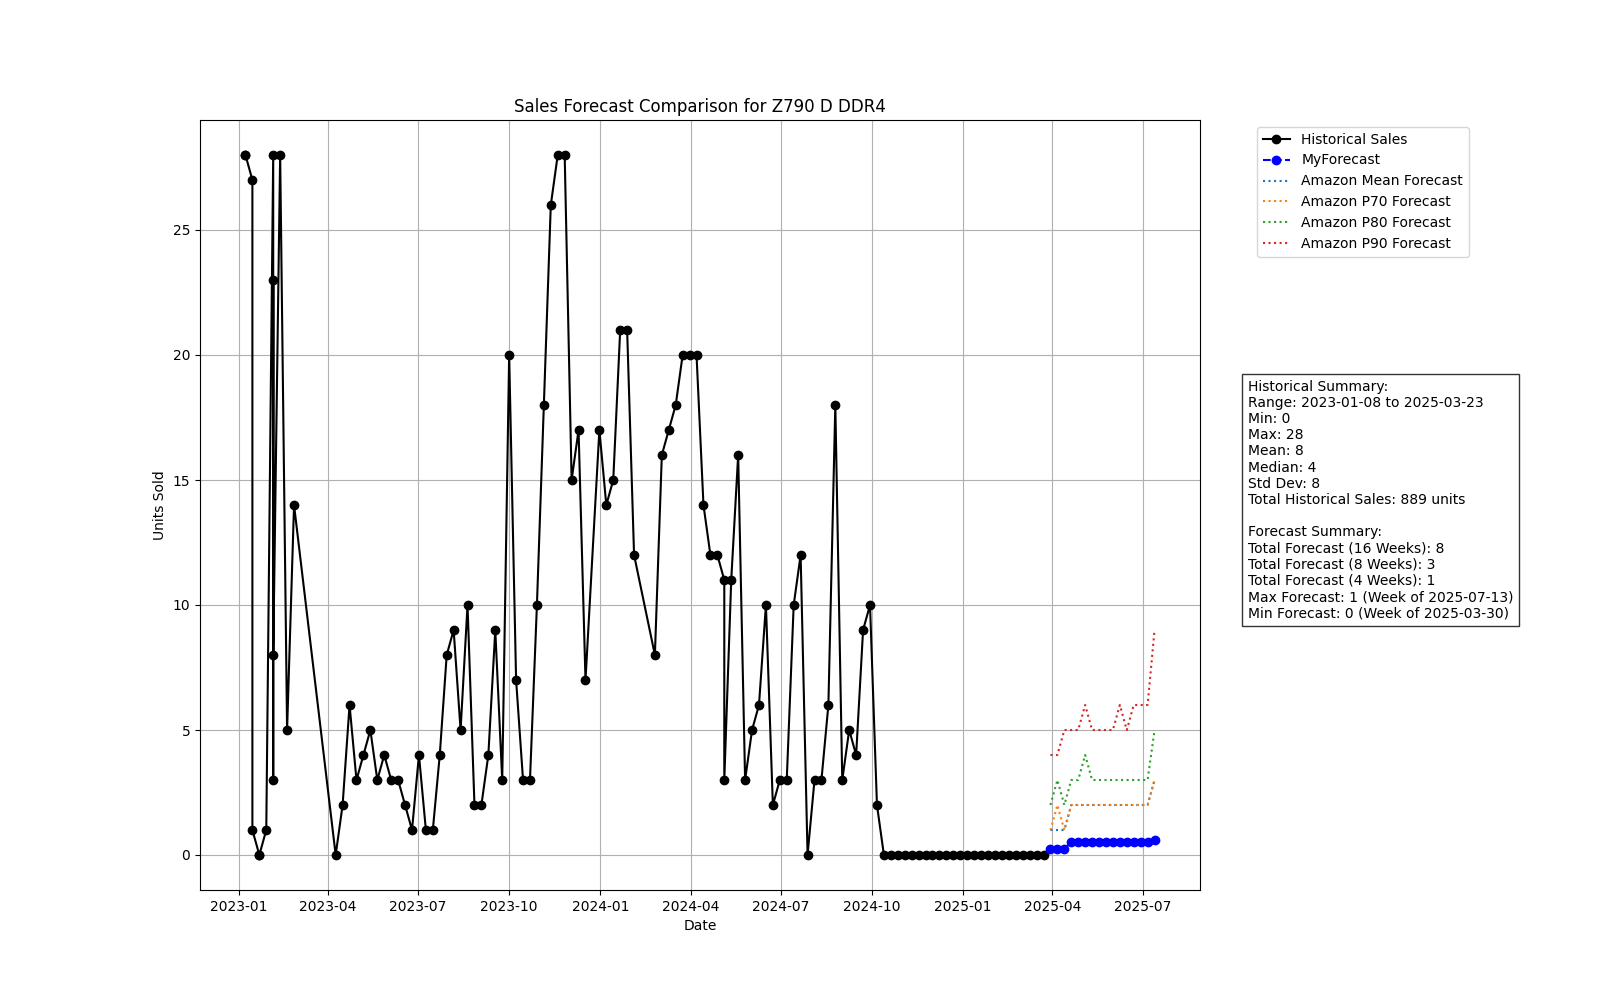 Sales Forecast Comparison for Z790 D DDR4
Historical Sales
MyForecast
Amazon Mean Forecast
Amazon P70 Forecast
Amazon P80 Forecast
Amazon P90 Forecast
Units Sold
25
20
15
10
5
0
2023-01 2023-04 2023-07 2023-10 2024-01 2024-04 2024-07 2024-10 2025-01 2025-04 2025-07
Date
Historical Summary:
Range: 2023-01-08 to 2025-03-23
Min: 0
Max: 28
Mean: 8
Median: 4
Std Dev: 8
Total Historical Sales: 889 units
Forecast Summary:
Total Forecast (16 Weeks): 8
Total Forecast (8 Weeks): 3
Total Forecast (4 Weeks): 1
Max Forecast: 1 (Week of 2025-07-13)
Min Forecast: 0 (Week of 2025-03-30)